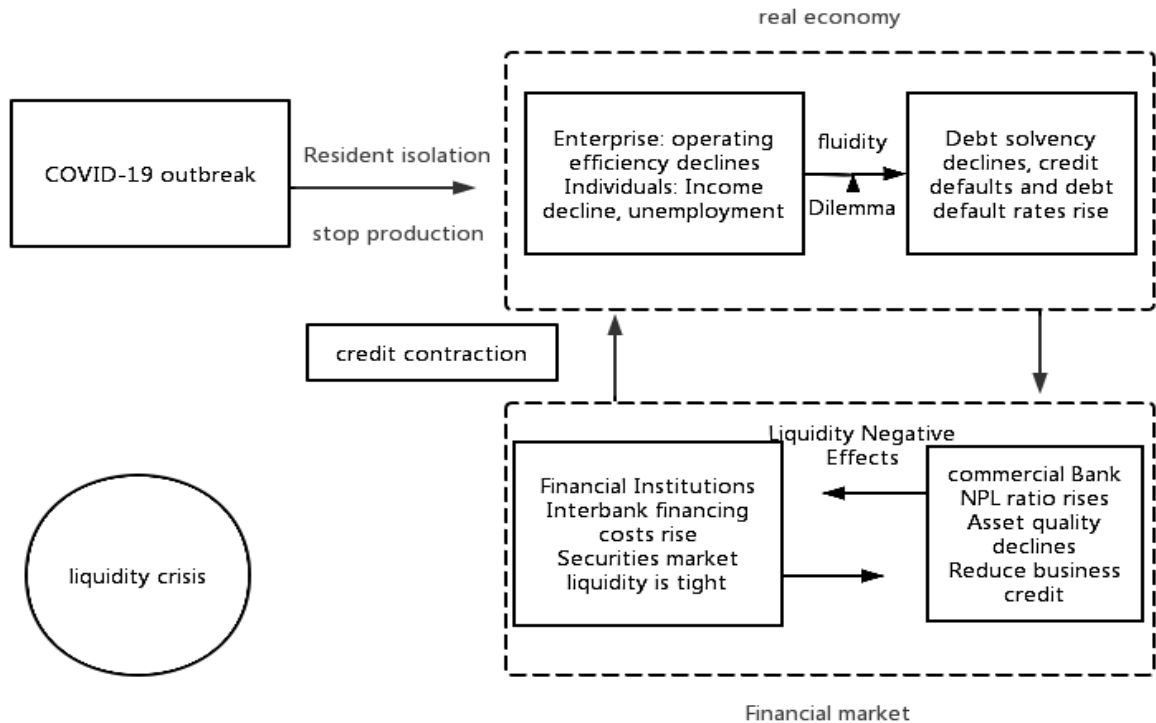 real economy
COVID-19 outbreak
Resident isolation
stop production
Enterprise: operating
efficiency declines
Individuals: Income
decline, unemployment
fluidity
Dilemma
Debt solvency
declines, credit
defaults and debt
default rates rise
credit contraction
Liquidity Negative
Effects
Financial Institutions
Interbank financing
costs rise
Securities market
liquidity is tight
commercial Bank
NPL ratio rises
Asset quality
declines
Reduce business
credit
liquidity crisis
Financial market